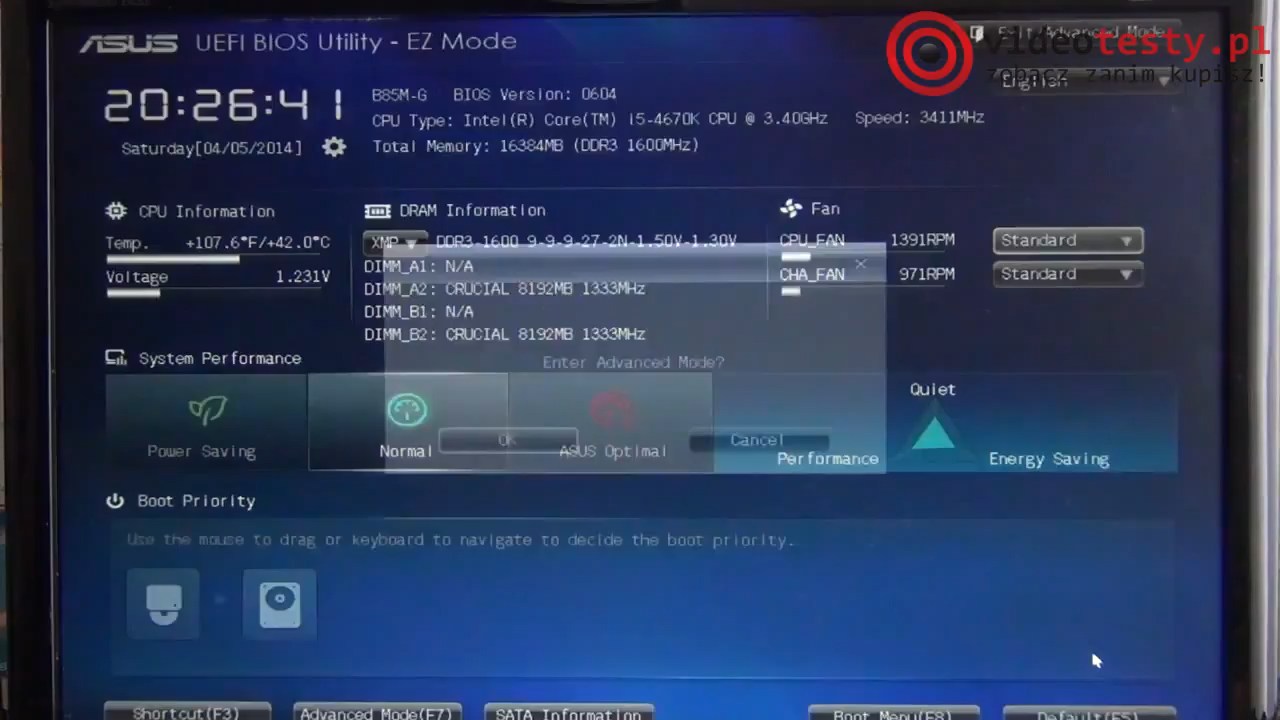 ASUS UEFI BIOS Utility - EZ Mode
Exit/Advanced Mode
videotesty.pl
zobacz zanim kupisz!
English
20:26:41
Saturday[04/05/2014]
B85M-G BIOS Version: 0604
CPU Type: Intel(R) Core(TM) i5-4670K CPU @ 3.40GHz Speed: 3411MHz
Total Memory: 16384MB (DDR3 1600MHz)
CPU Information
Temp. +107.6°F/+42.0°C
Voltage 1.231V
DRAM Information
XMP DDR3-1600 9-9-9-27-2N-1.50V-1.30V
DIMM_A1: N/A
DIMM_A2: CRUCIAL 8192MB 1333MHz
DIMM_B1: N/A
DIMM_B2: CRUCIAL 8192MB 1333MHz
Fan
CPU_FAN 1391RPM Standard
CHA_FAN 971RPM Standard
Enter Advanced Mode?
OK Cancel
System Performance
Power Saving
Normal
ASUS Optimal
Quiet
Performance
Energy Saving
Boot Priority
Use the mouse to drag or keyboard to navigate to decide the boot priority.
Shortcut(F3) Advanced Mode(F7) SATA Information Boot Menu(F8) Default(F5)